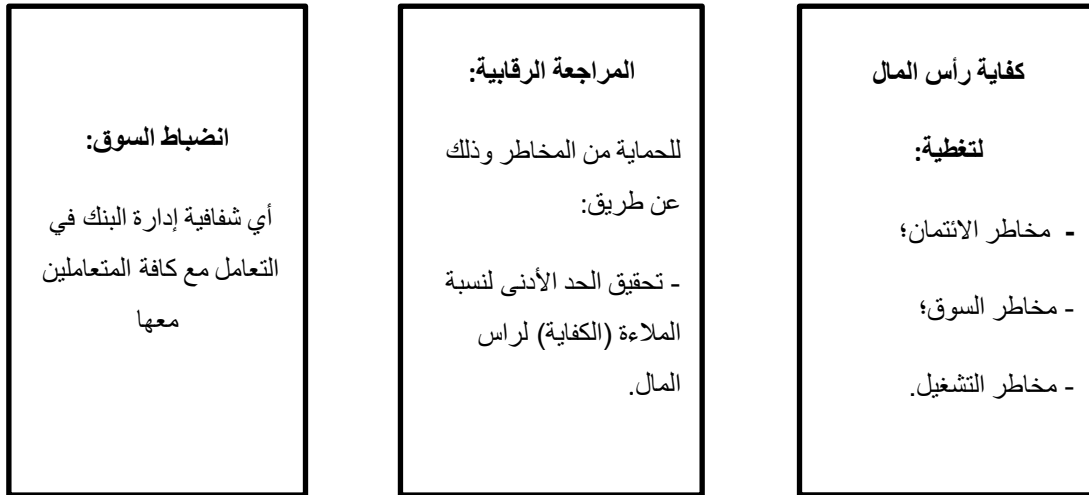 كفاية رأس المال
لتغطية:
- مخاطر الائتمان؛
- مخاطر السوق؛
- مخاطر التشغيل.
المراجعة الرقابية:
للحماية من المخاطر وذلك
عن طريق:
- تحقيق الحد الأدنى لنسبة
الملاءة (الكفاية) لراس
المال.
انضباط السوق:
أي شفافية إدارة البنك في
التعامل مع كافة المتعاملين
معها